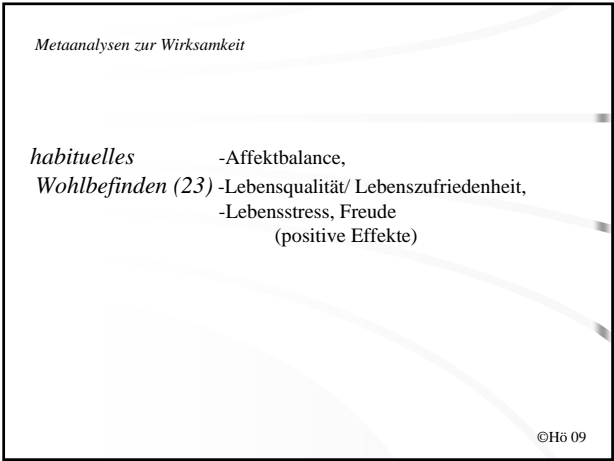 Metaanalysen zur Wirksamkeit
habituelles -Affektbalance,
Wohlbefinden (23) -Lebensqualität/ Lebenszufriedenheit,
-Lebensstress, Freude
(positive Effekte)
©Hö 09